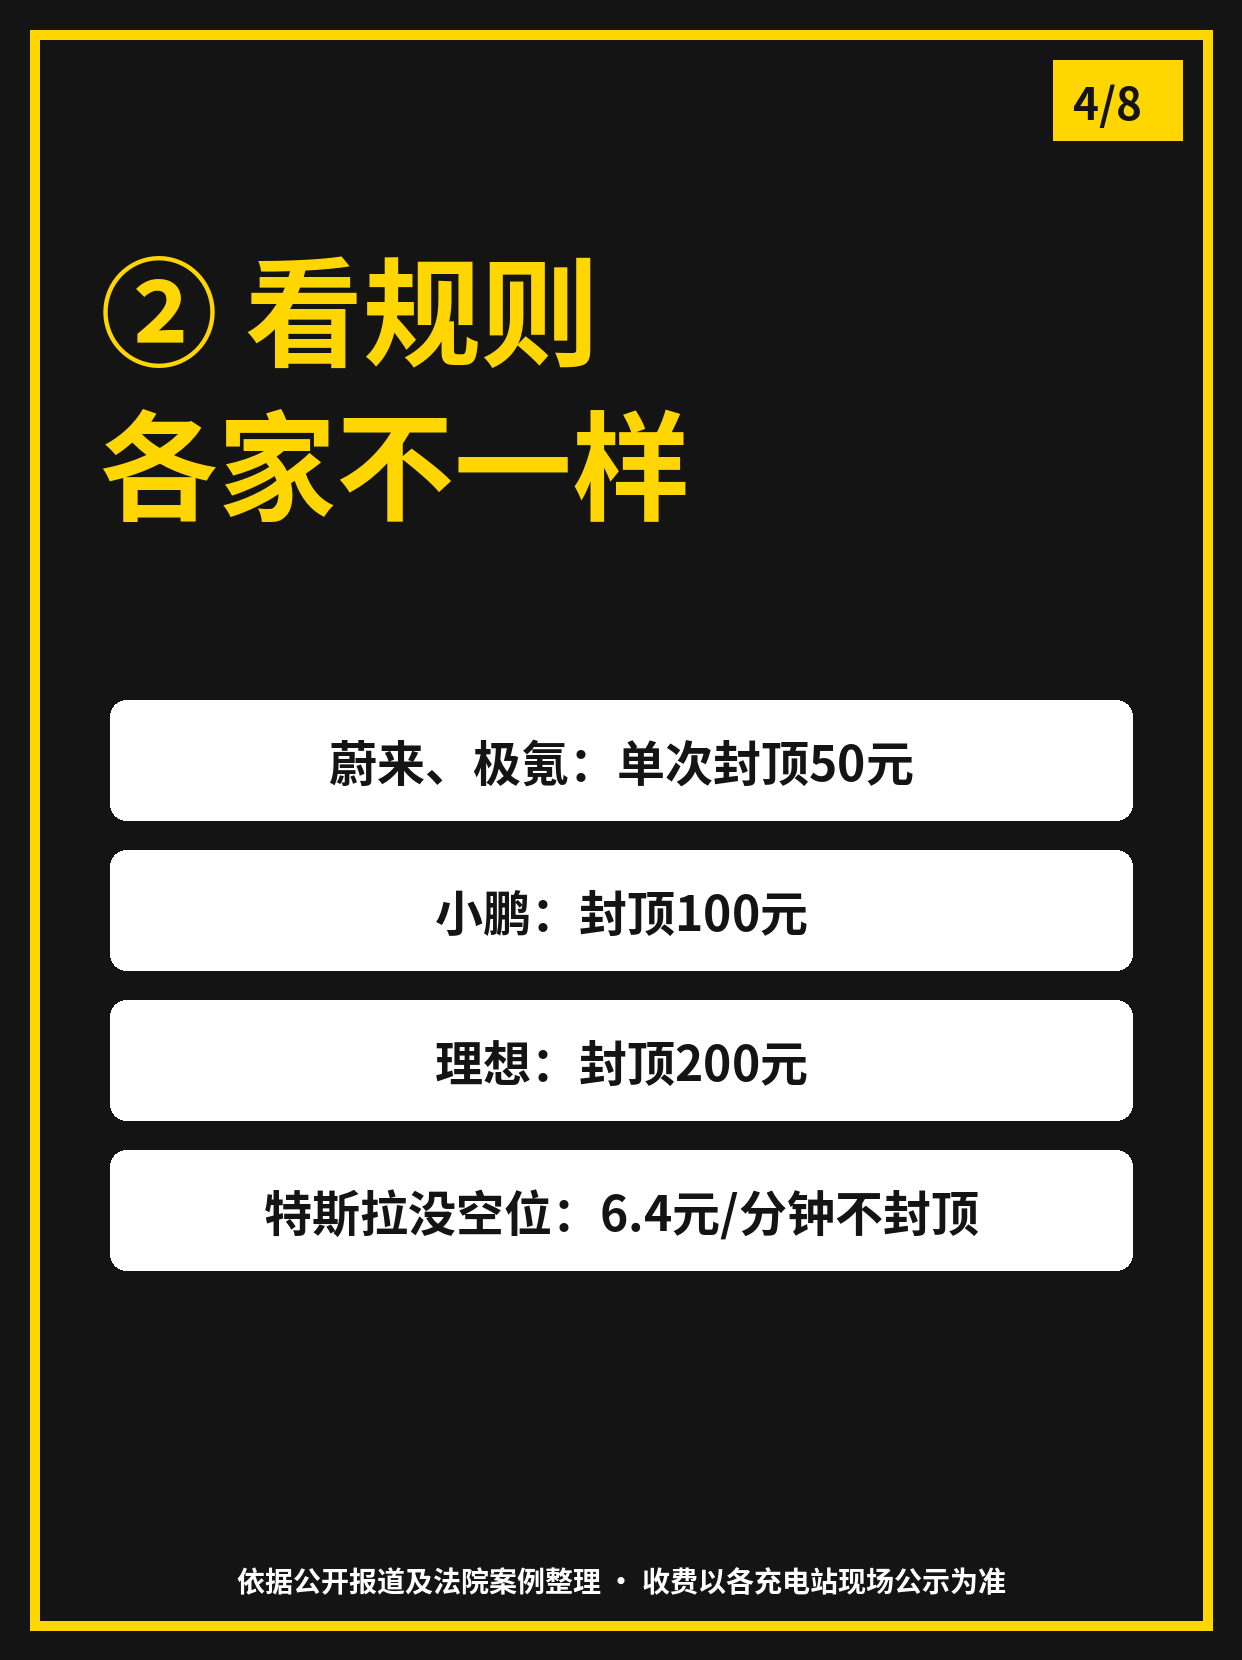 4/8
② 看规则
各家不一样
蔚来、极氪：单次封顶50元
小鹏：封顶100元
理想：封顶200元
特斯拉没空位：6.4元/分钟不封顶
依据公开报道及法院案例整理 · 收费以各充电站现场公示为准